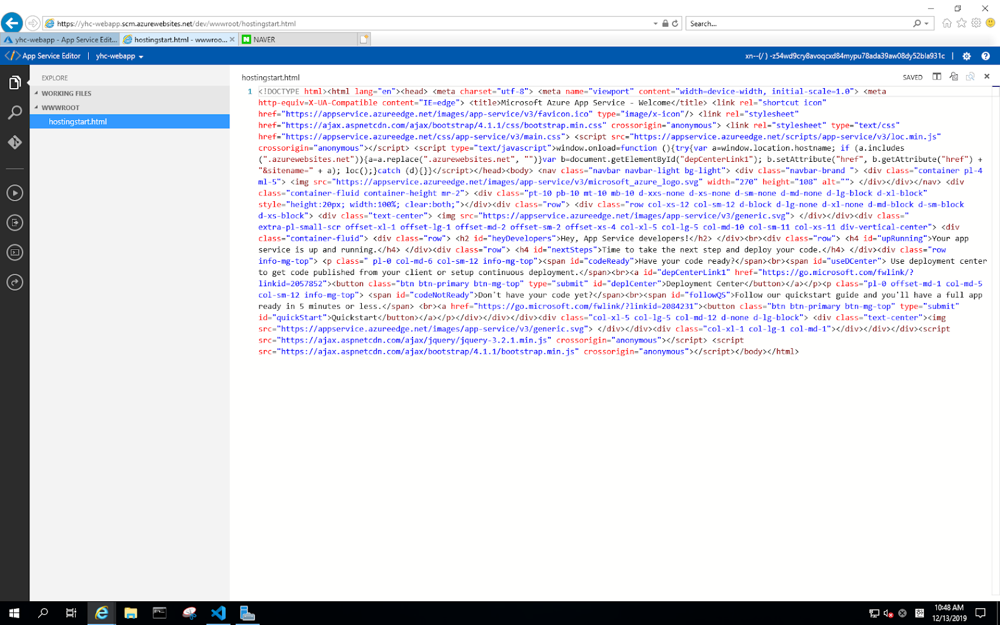 https://yhc-webapp.scm.azurewebsites.net/dev/wwwroot/hostingstart.html
Search...
yhc-webapp - App Service Edit...
hostingstart.html - wwwroo...
NAVER
App Service Editor
yhc-webapp
xn--(/ ) -z54wd9cry8avoqcxd84mypu78ada39aw08dy52bla931c
EXPLORE
WORKING FILES
WWWROOT
hostingstart.html
hostingstart.html
SAVED
1 <!DOCTYPE html><html lang="en"><head> <meta charset="utf-8"> <meta name="viewport" content="width=device-width, initial-scale=1.0"> <meta
http-equiv=X-UA-Compatible content="IE=edge"> <title>Microsoft Azure App Service - Welcome</title> <link rel="shortcut icon"
href="https://appservice.azureedge.net/images/app-service/v3/favicon.ico" type="image/x-icon"/> <link rel="stylesheet"
href="https://ajax.aspnetcdn.com/ajax/bootstrap/4.1.1/css/bootstrap.min.css" crossorigin="anonymous"> <link rel="stylesheet" type="text/css"
href="https://appservice.azureedge.net/css/app-service/v3/main.css"> <script src="https://appservice.azureedge.net/scripts/app-service/v3/loc.min.js"
crossorigin="anonymous"></script> <script type="text/javascript">window.onload=function (){try{var a=window.location.hostname; if (a.includes
(".azurewebsites.net")){a=a.replace(".azurewebsites.net", "")}var b=document.getElementById("depCenterLink1"); b.setAttribute("href", b.getAttribute("href") +
"&sitename=" + a); loc();}catch (d){}}</script></head><body> <nav class="navbar navbar-light bg-light"> <div class="navbar-brand "> <div class="container pl-4
ml-5"> <img src="https://appservice.azureedge.net/images/app-service/v3/microsoft_azure_logo.svg" width="270" height="108" alt=""> </div></div></nav> <div
class="container-fluid container-height mr-2"> <div class="pt-10 pb-10 mt-10 mb-10 d-xxs-none d-xs-none d-sm-none d-md-none d-lg-block d-xl-block"
style="height:20px; width:100%; clear:both;"></div><div class="row"> <div class="row col-xs-12 col-sm-12 d-block d-lg-none d-xl-none d-md-block d-sm-block
d-xs-block"> <div class="text-center"> <img src="https://appservice.azureedge.net/images/app-service/v3/generic.svg"> </div></div><div class="
extra-pl-small-scr offset-xl-1 offset-lg-1 offset-md-2 offset-sm-2 offset-xs-4 col-xl-5 col-lg-5 col-md-10 col-sm-11 col-xs-11 div-vertical-center"> <div
class="container-fluid"> <div class="row"> <h2 id="heyDevelopers">Hey, App Service developers!</h2> </div><br><div class="row"> <h4 id="upRunning">Your app
service is up and running.</h4> </div><div class="row"> <h4 id="nextSteps">Time to take the next step and deploy your code.</h4> </div><div class="row
info-mg-top"> <p class=" pl-0 col-md-6 col-sm-12 info-mg-top"><span id="codeReady">Have your code ready?</span><br><span id="useDCenter"> Use deployment center
to get code published from your client or setup continuous deployment.</span><br><a id="depCenterLink1" href="https://go.microsoft.com/fwlink/?
linkid=2057852"><button class="btn btn-primary btn-mg-top" type="submit" id="deplCenter">Deployment Center</button></a></p><p class="pl-0 offset-md-1 col-md-5
col-sm-12 info-mg-top"> <span id="codeNotReady">Don't have your code yet?</span><br><span id="followQS">Follow our quickstart guide and you'll have a full app
ready in 5 minutes or less.</span> <br><a href="https://go.microsoft.com/fwlink/?linkid=2084231"><button class="btn btn-primary btn-mg-top" type="submit"
id="quickStart">Quickstart</button></a></p></div></div></div><div class="col-xl-5 col-lg-5 col-md-12 d-none d-lg-block"> <div class="text-center"><img
src="https://appservice.azureedge.net/images/app-service/v3/generic.svg"> </div></div><div class="col-xl-1 col-lg-1 col-md-1"></div></div></div><script
src="https://ajax.aspnetcdn.com/ajax/jquery/jquery-3.2.1.min.js" crossorigin="anonymous"></script> <script
src="https://ajax.aspnetcdn.com/ajax/bootstrap/4.1.1/bootstrap.min.js" crossorigin="anonymous"></script></body></html>
10:48 AM
12/13/2019